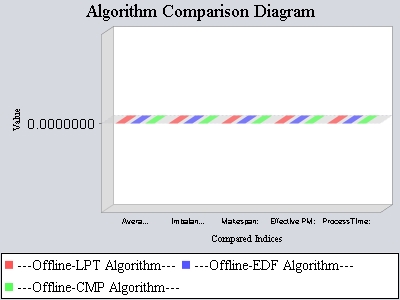 Algorithm Comparison Diagram
Value
0.0000000
Avera... Imbalan... Makespan: Effective PM: ProcessTime:
Compared Indices
---Offline-LPT Algorithm--- ---Offline-EDF Algorithm---
---Offline-CMP Algorithm---